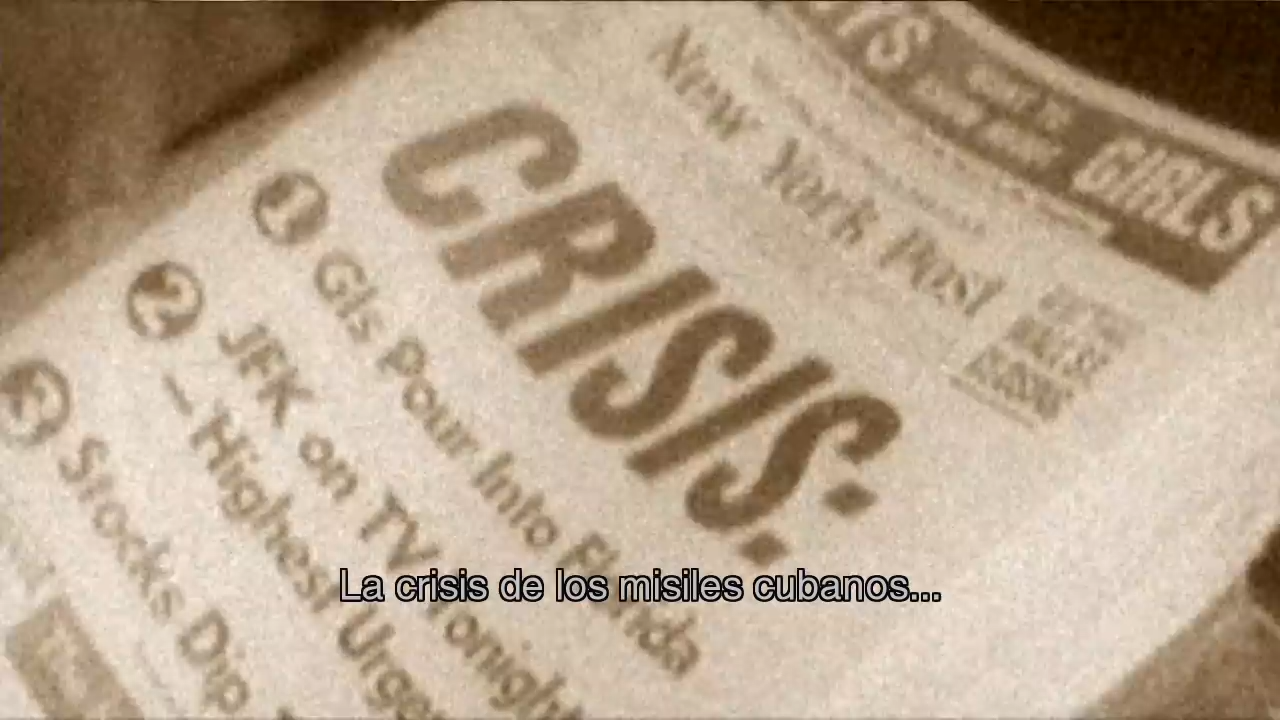 GIRLS
New York Post
CRISIS:
1 GIs Pour Into Florida
2 JFK on TV Tonight
— Highest Urgen
3 Stocks Dip
La crisis de los misiles cubanos...